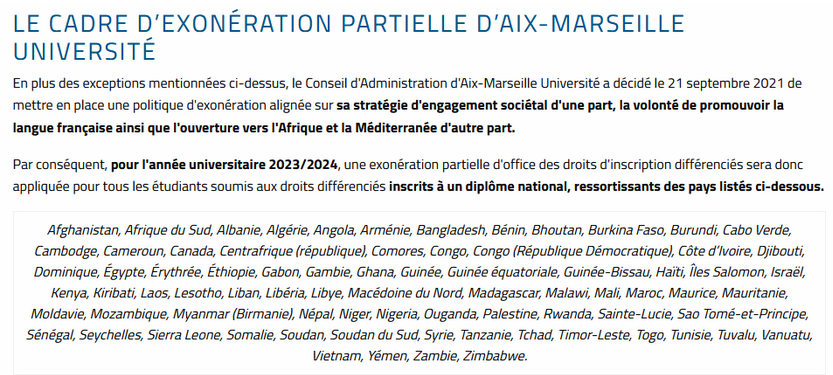 LE CADRE D’EXONÉRATION PARTIELLE D’AIX-MARSEILLE
UNIVERSITÉ
En plus des exceptions mentionnées ci-dessus, le Conseil d'Administration d'Aix-Marseille Université a décidé le 21 septembre 2021 de
mettre en place une politique d'exonération alignée sur sa stratégie d'engagement sociétal d'une part, la volonté de promouvoir la
langue française ainsi que l'ouverture vers l'Afrique et la Méditerranée d'autre part.
Par conséquent, pour l'année universitaire 2023/2024, une exonération partielle d'office des droits d'inscription différenciés sera donc
appliquée pour tous les étudiants soumis aux droits différenciés inscrits à un diplôme national, ressortissants des pays listés ci-dessous.
Afghanistan, Afrique du Sud, Albanie, Algérie, Angola, Arménie, Bangladesh, Bénin, Bhoutan, Burkina Faso, Burundi, Cabo Verde,
Cambodge, Cameroun, Canada, Centrafrique (république), Comores, Congo, Congo (République Démocratique), Côte d’Ivoire, Djibouti,
Dominique, Égypte, Érythrée, Éthiopie, Gabon, Gambie, Ghana, Guinée, Guinée équatoriale, Guinée-Bissau, Haïti, Îles Salomon, Israël,
Kenya, Kiribati, Laos, Lesotho, Liban, Libéria, Libye, Macédoine du Nord, Madagascar, Malawi, Mali, Maroc, Maurice, Mauritanie,
Moldavie, Mozambique, Myanmar (Birmanie), Népal, Niger, Nigeria, Ouganda, Palestine, Rwanda, Sainte-Lucie, Sao Tomé-et-Principe,
Sénégal, Seychelles, Sierra Leone, Somalie, Soudan, Soudan du Sud, Syrie, Tanzanie, Tchad, Timor-Leste, Togo, Tunisie, Tuvalu, Vanuatu,
Vietnam, Yémen, Zambie, Zimbabwe.